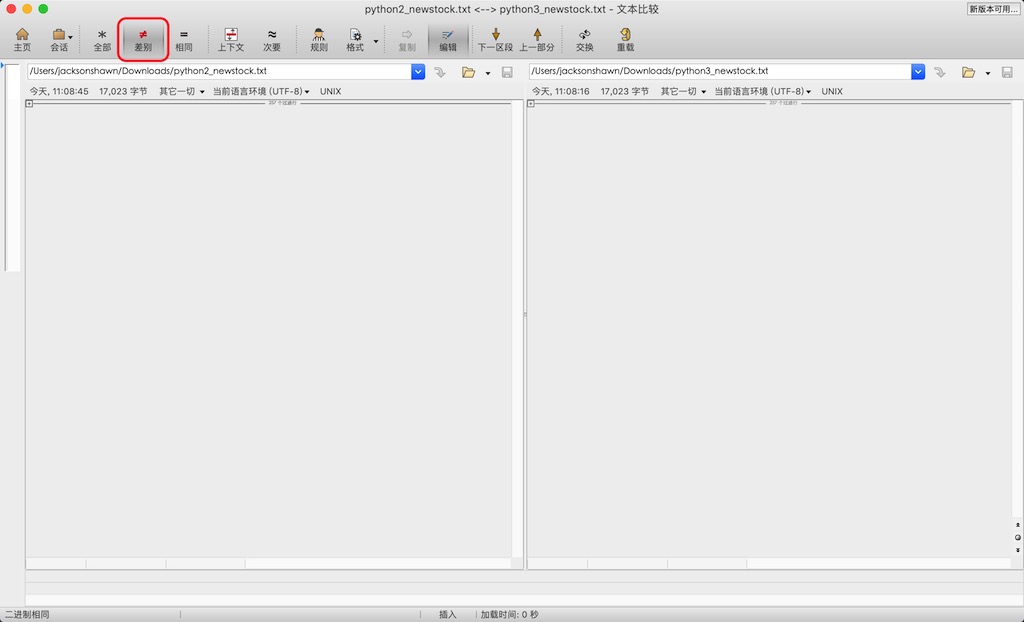 python2_newstock.txt <--> python3_newstock.txt - 文本比较
新版本可用...
主页 会话 全部 差别 相同 上下文 次要 规则 格式 复制 编辑 下一区段 上一部分 交换 重载
/Users/jacksonshawn/Downloads/python2_newstock.txt
/Users/jacksonshawn/Downloads/python3_newstock.txt
今天, 11:08:45 17,023 字节 其它一切 当前语言环境 (UTF-8) UNIX
今天, 11:08:16 17,023 字节 其它一切 当前语言环境 (UTF-8) UNIX
二进制相同 插入 加载时间: 0 秒